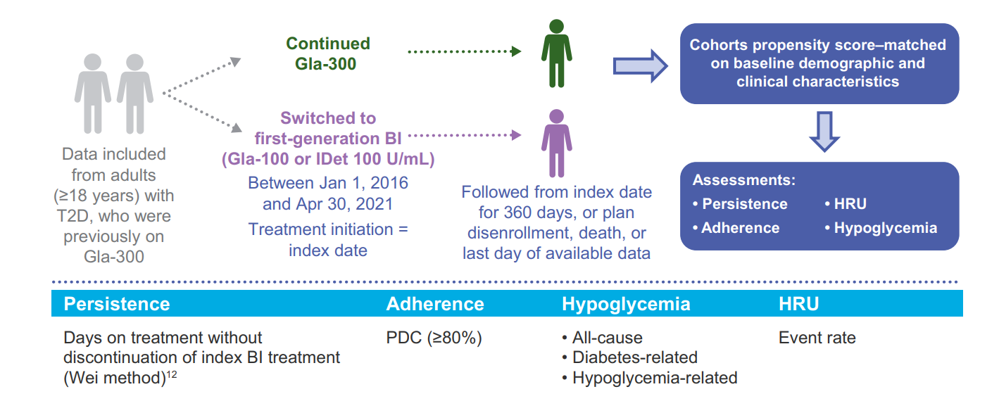 Continued
Gla-300
Cohorts propensity score–matched
on baseline demographic and
clinical characteristics
Data included
from adults
(≥18 years) with
T2D, who were
previously on
Gla-300
Switched to
first-generation BI
(Gla-100 or IDet 100 U/mL)
Between Jan 1, 2016
and Apr 30, 2021
Treatment initiation =
index date
Followed from index date
for 360 days, or plan
disenrollment, death, or
last day of available data
Assessments:
• Persistence
• Adherence
• HRU
• Hypoglycemia
Persistence
Adherence
Hypoglycemia
HRU
Days on treatment without
discontinuation of index BI treatment
(Wei method)¹²
PDC (≥80%)
• All-cause
• Diabetes-related
• Hypoglycemia-related
Event rate